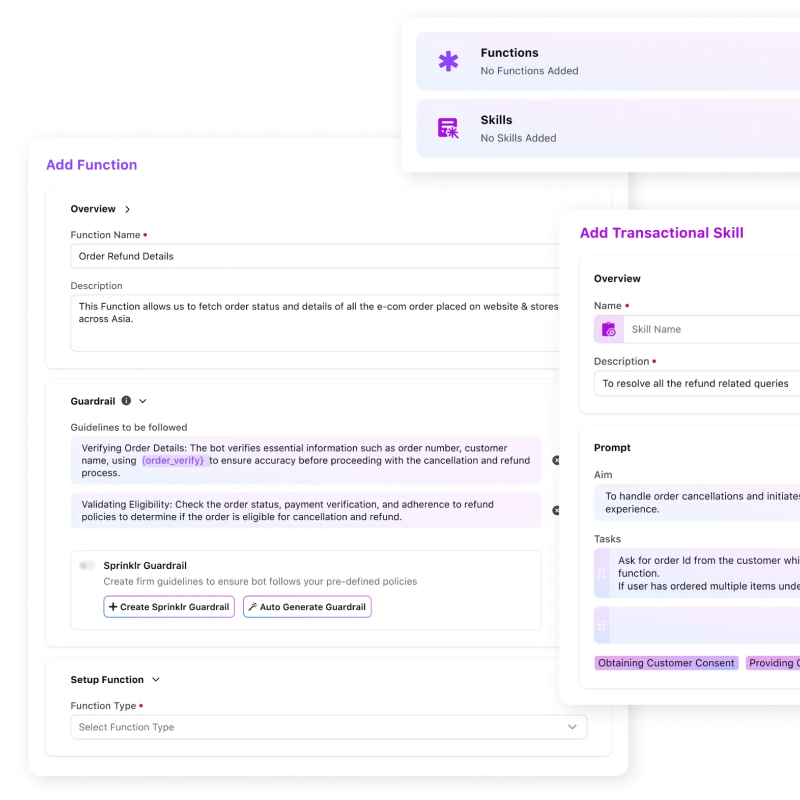 Functions
No Functions Added
Skills
No Skills Added
Add Function
Overview
Function Name •
Order Refund Details
Description
This Function allows us to fetch order status and details of all the e-com order placed on website & stores
across Asia.
Guardrail
Guidelines to be followed
Verifying Order Details: The bot verifies essential information such as order number, customer
name, using {order_verify} to ensure accuracy before proceeding with the cancellation and refund
process.
Validating Eligibility: Check the order status, payment verification, and adherence to refund
policies to determine if the order is eligible for cancellation and refund.
Sprinklr Guardrail
Create firm guidelines to ensure bot follows your pre-defined policies
+ Create Sprinklr Guardrail
Auto Generate Guardrail
Setup Function
Function Type •
Select Function Type
Add Transactional Skill
Overview
Name •
Skill Name
Description •
To resolve all the refund related queries
Prompt
Aim
To handle order cancellations and initiates
experience.
Tasks
Ask for order Id from the customer whi
function.
If user has ordered multiple items unde
Obtaining Customer Consent
Providing